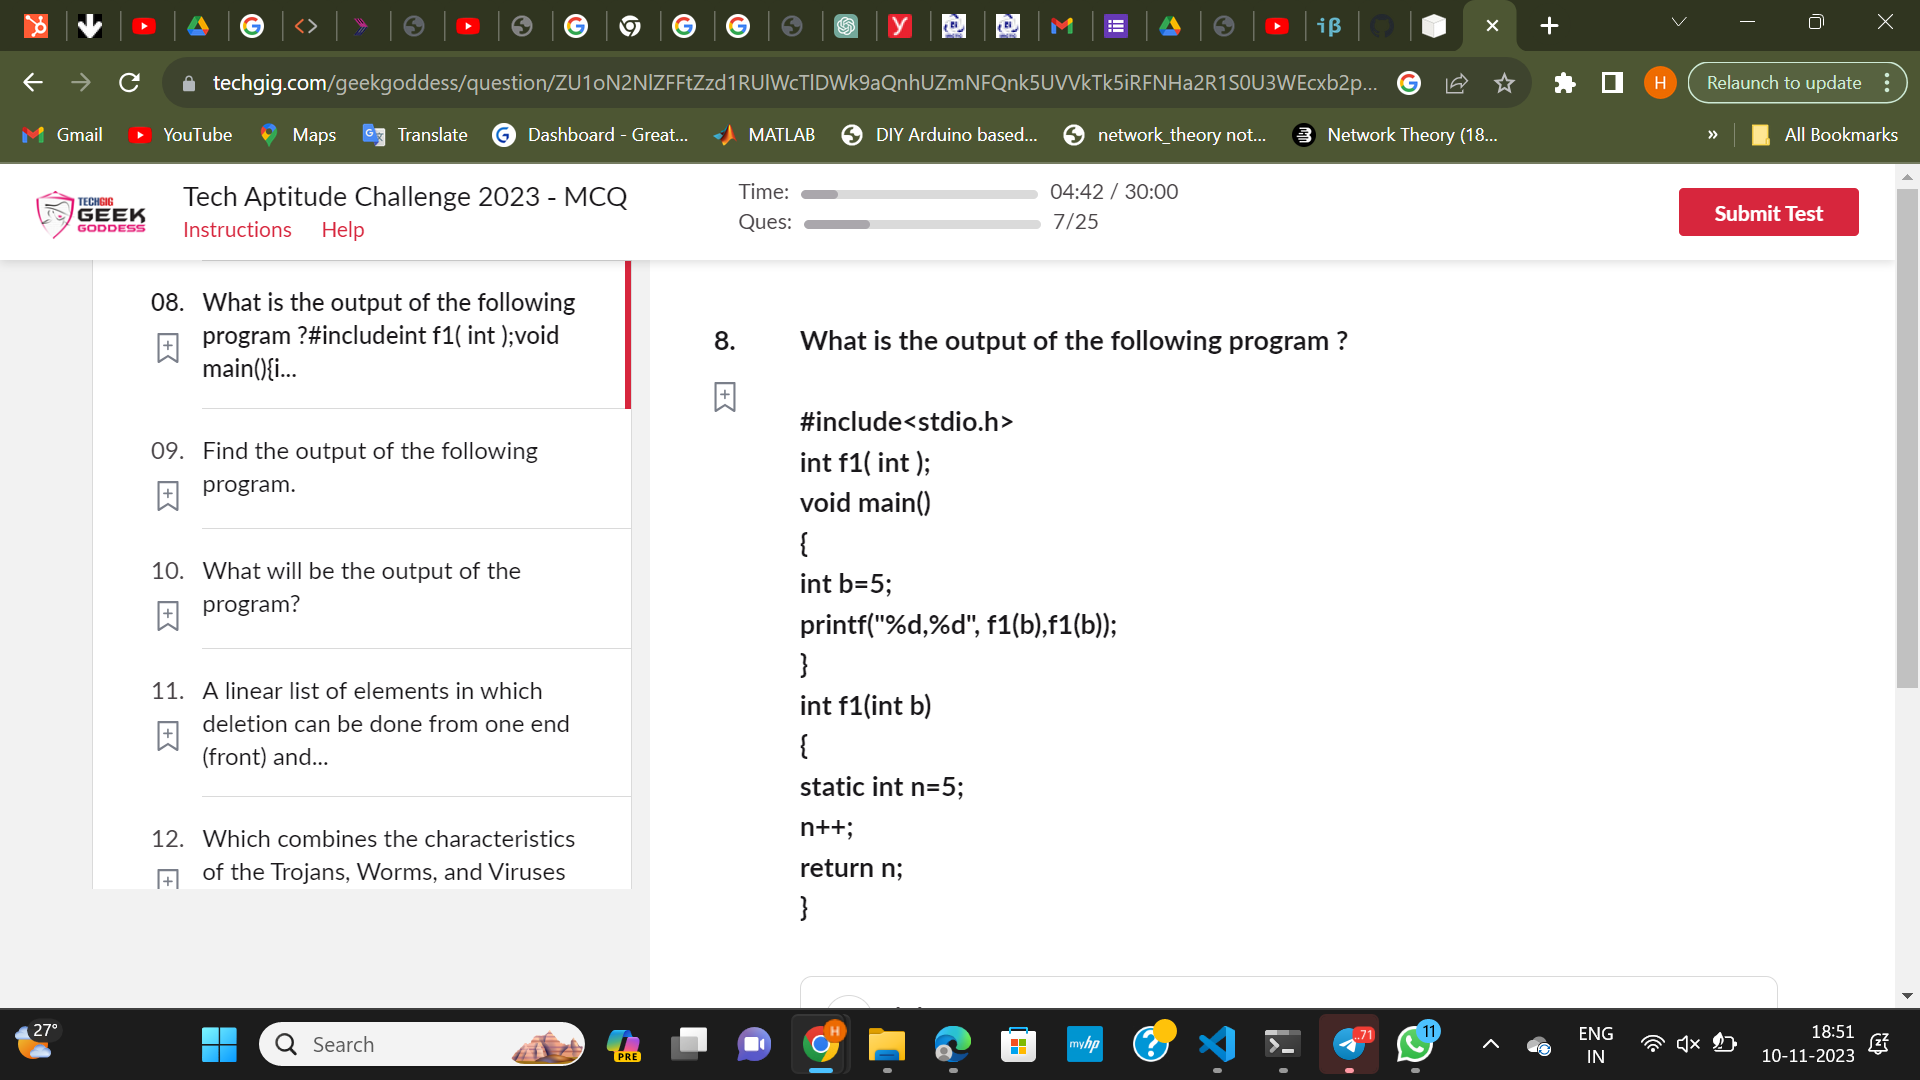 techgig.com/geekgoddess/question/ZU1oN2NlZFFtZzd1RUlWcTlDWk9aQnhUZmNFQnk5UVVkTk5iRFNHa2R1S0U3WEcxb2p...
H
Relaunch to update
Gmail
YouTube
Maps
Translate
Dashboard - Great...
MATLAB
DIY Arduino based...
network_theory not...
Network Theory (18...
»
All Bookmarks
TECHGIG
GEEK
GODDESS
Tech Aptitude Challenge 2023 - MCQ
Instructions
Help
Time:
04:42 / 30:00
Ques:
7/25
Submit Test
08. What is the output of the following
program ?#includeint f1( int );void
main(){i...
09. Find the output of the following
program.
10. What will be the output of the
program?
11. A linear list of elements in which
deletion can be done from one end
(front) and...
12. Which combines the characteristics
of the Trojans, Worms, and Viruses
8. What is the output of the following program ?
#include<stdio.h>
int f1( int );
void main()
{
int b=5;
printf("%d,%d", f1(b),f1(b));
}
int f1(int b)
{
static int n=5;
n++;
return n;
}
27°
Search
PRE
H
myhp
71
11
ENG
IN
18:51
10-11-2023